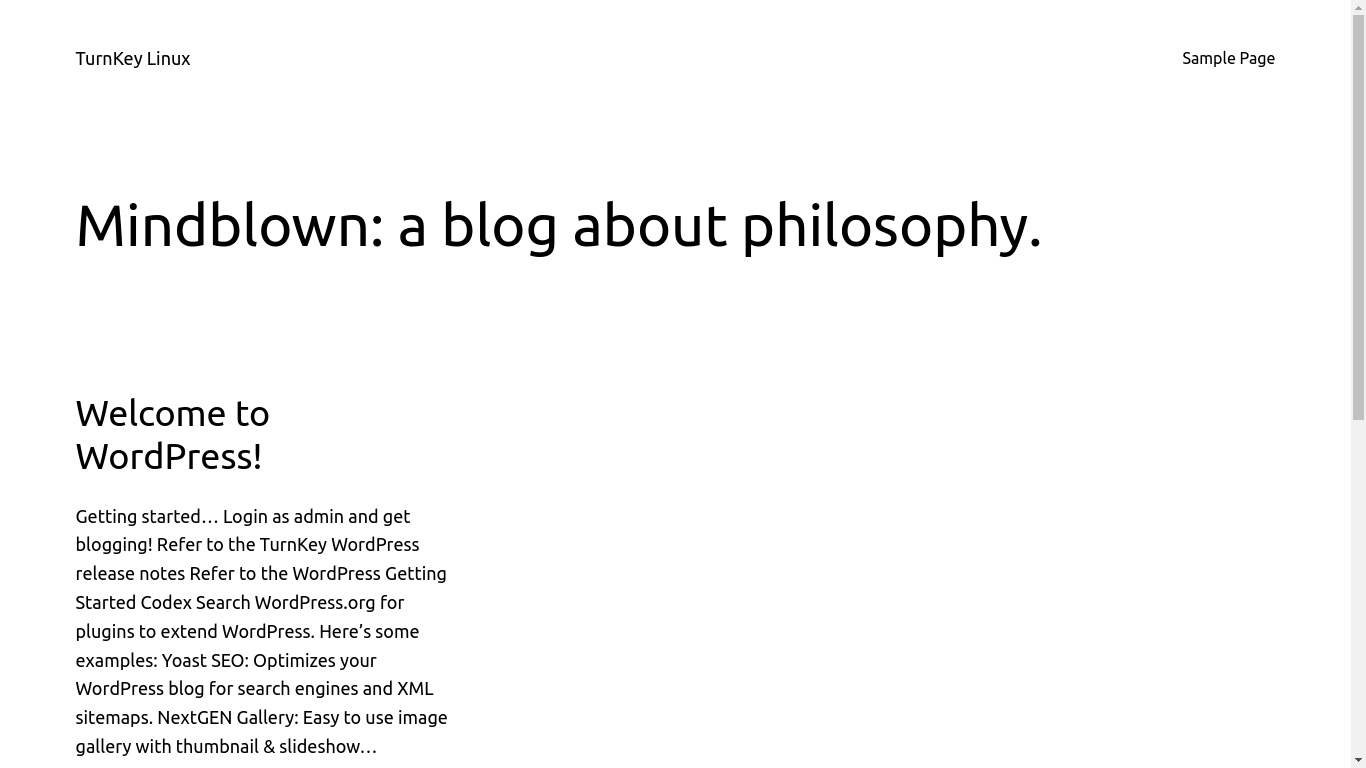 TurnKey Linux
Sample Page
Mindblown: a blog about philosophy.
Welcome to
WordPress!
Getting started… Login as admin and get
blogging! Refer to the TurnKey WordPress
release notes Refer to the WordPress Getting
Started Codex Search WordPress.org for
plugins to extend WordPress. Here’s some
examples: Yoast SEO: Optimizes your
WordPress blog for search engines and XML
sitemaps. NextGEN Gallery: Easy to use image
gallery with thumbnail & slideshow…